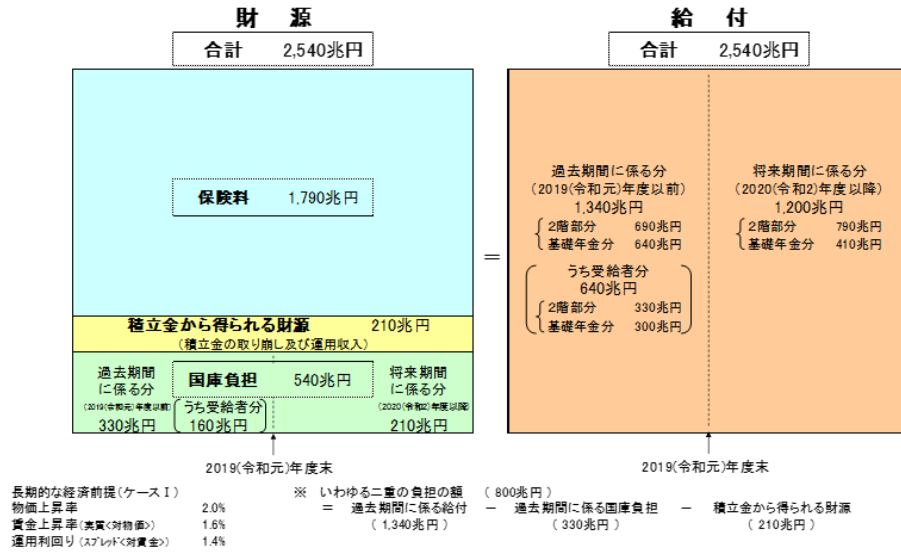 財 源
合計 2,540兆円
保険料 1,790兆円
積立金から得られる財源 210兆円
(積立金の取り崩し及び運用収入)
国庫負担 540兆円
過去期間
に係る分
(2019(令和元)年度以前)
330兆円
うち受給者分
160兆円
将来期間
に係る分
(2020(令和2)年度以降)
210兆円
2019(令和元)年度末
=
給 付
合計 2,540兆円
過去期間に係る分
(2019(令和元)年度以前)
1,340兆円
2階部分 690兆円
基礎年金分 640兆円
うち受給者分
640兆円
2階部分 330兆円
基礎年金分 300兆円
将来期間に係る分
(2020(令和2)年度以降)
1,200兆円
2階部分 790兆円
基礎年金分 410兆円
2019(令和元)年度末
長期的な経済前提(ケースⅠ)
物価上昇率 2.0%
賃金上昇率(実質<対物価>) 1.6%
運用利回り(スプレッド<対賃金>) 1.4%
※ いわゆる二重の負担の額 (800兆円)
= 過去期間に係る給付 − 過去期間に係る国庫負担 − 積立金から得られる財源
(1,340兆円) (330兆円) (210兆円)